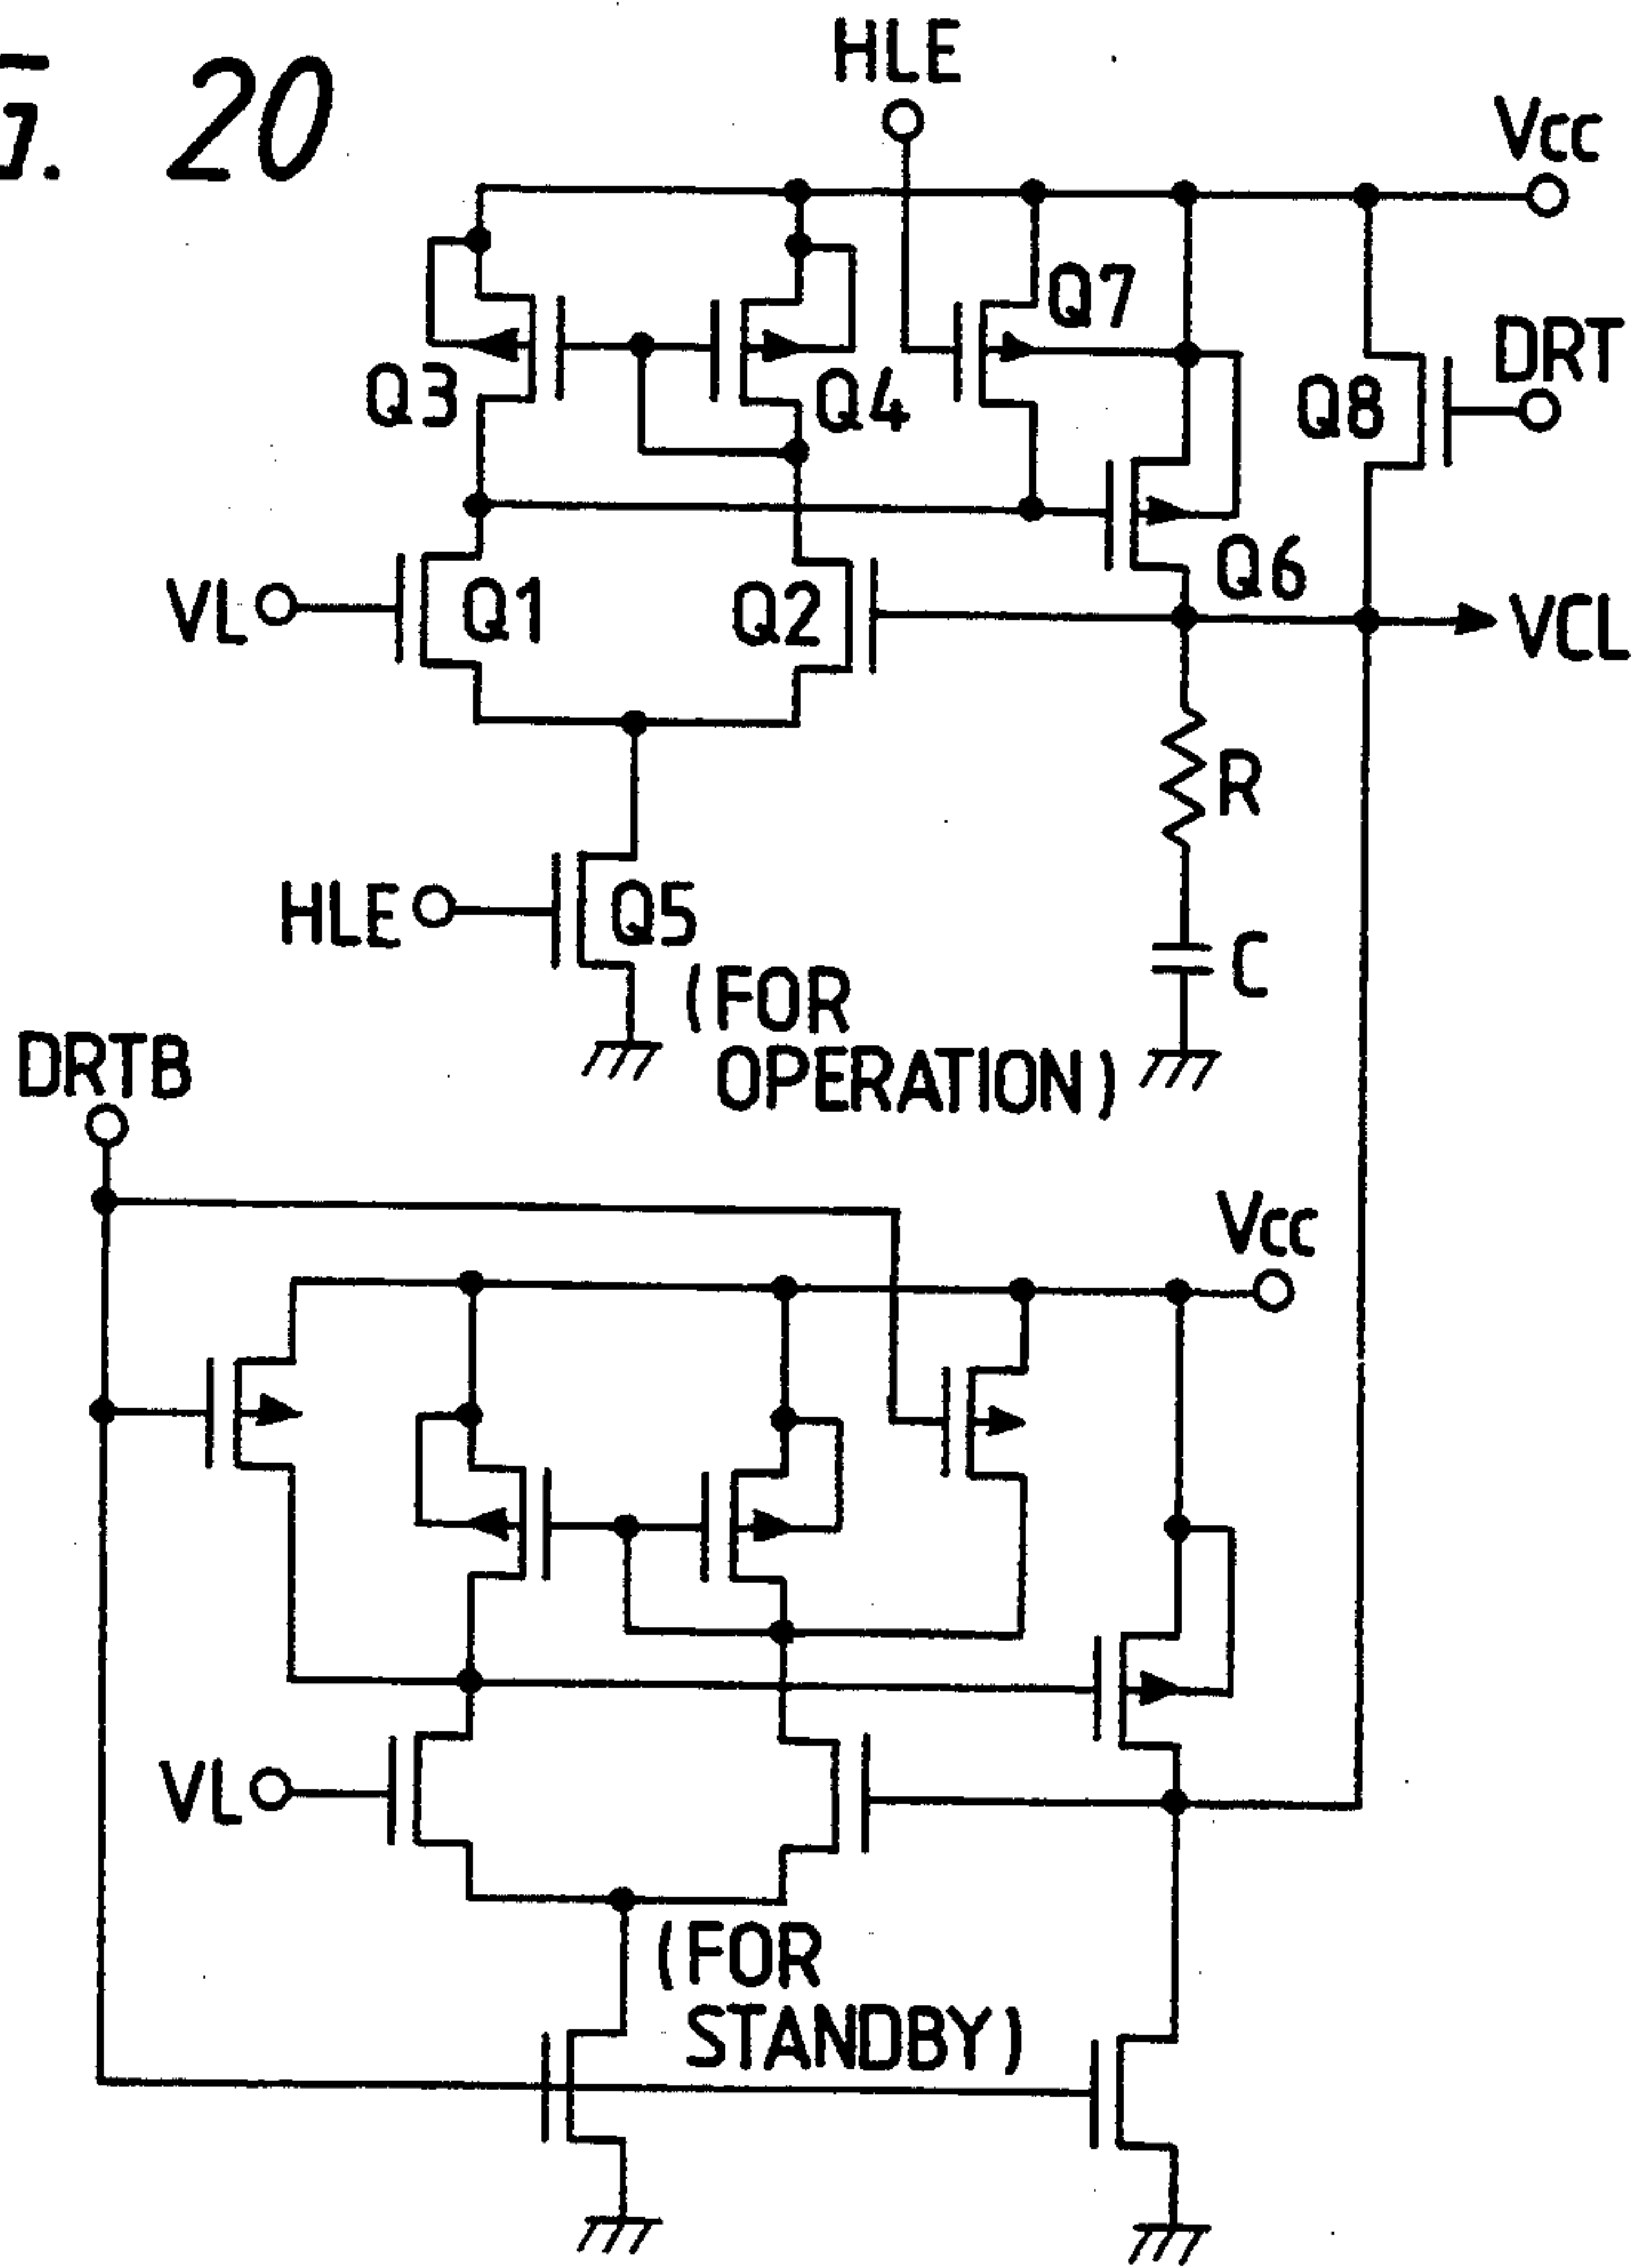 20
HLE
Vcc
Q7
DRT
Q3
Q4
Q8
Q6
VL
Q1
Q2
VCL
R
HLE
Q5
C
(FOR
OPERATION)
DRTB
Vcc
VL
(FOR
STANDBY)